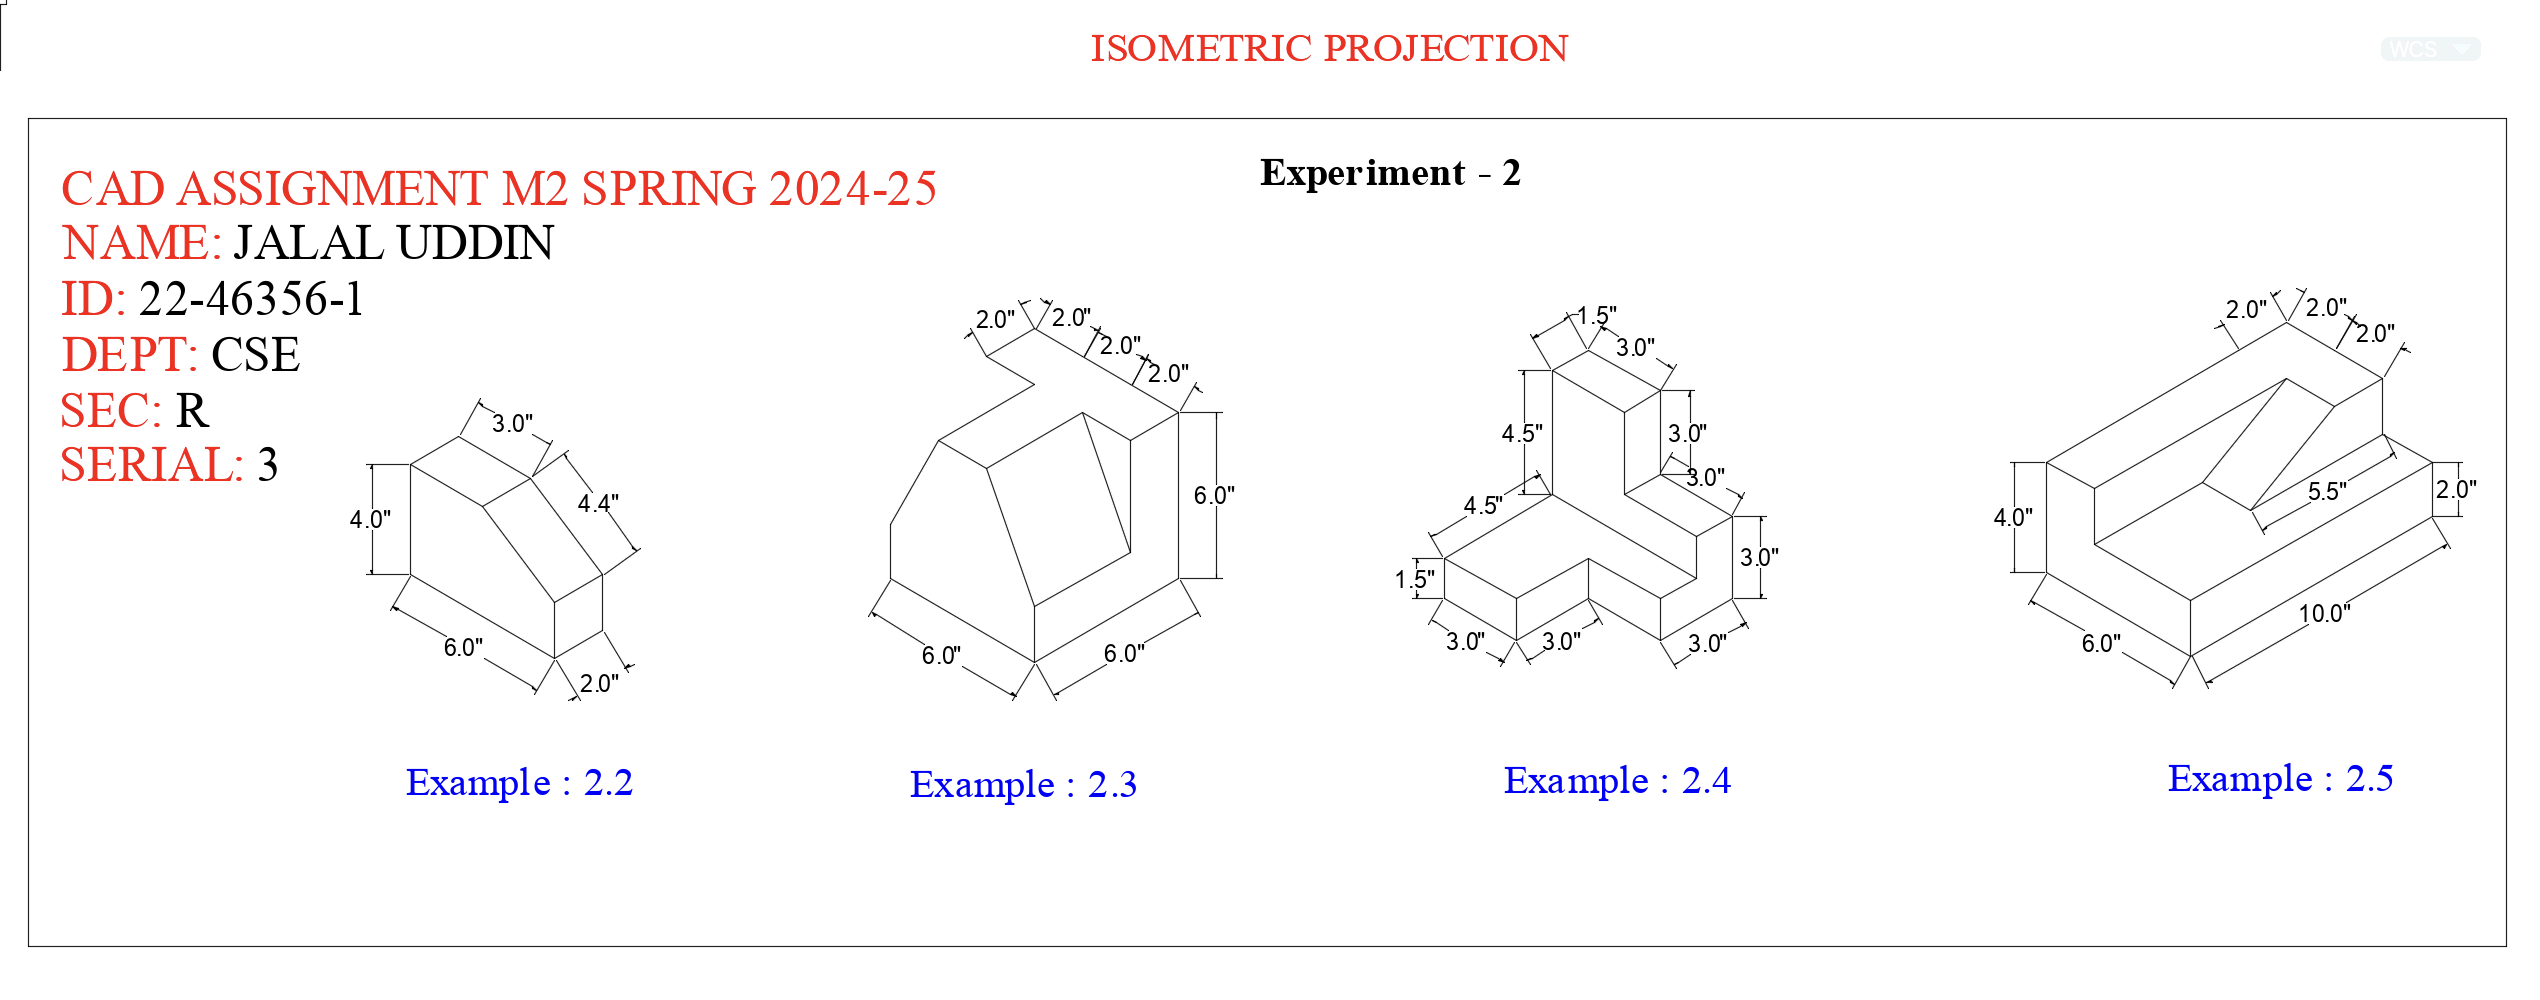 ISOMETRIC PROJECTION
WCS
Experiment - 2
CAD ASSIGNMENT M2 SPRING 2024-25
NAME: JALAL UDDIN
ID: 22-46356-1
DEPT: CSE
SEC: R
SERIAL: 3
3.0"
4.4"
4.0"
6.0"
2.0"
2.0"
2.0"
2.0"
2.0"
6.0"
6.0"
6.0"
1.5"
3.0"
4.5"
3.0"
3.0"
4.5"
3.0"
1.5"
3.0"
3.0"
3.0"
2.0"
2.0"
2.0"
5.5"
2.0"
4.0"
10.0"
6.0"
Example : 2.2
Example : 2.3
Example : 2.4
Example : 2.5